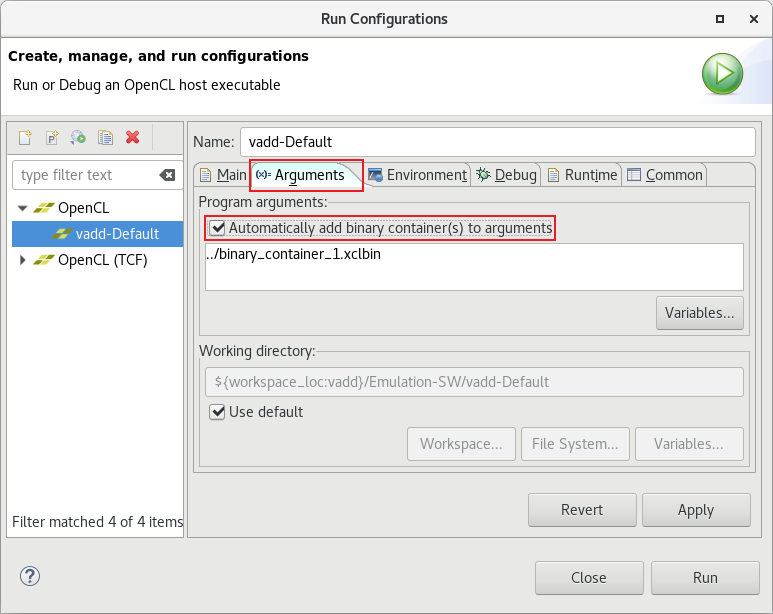 Run Configurations
Create, manage, and run configurations
Run or Debug an OpenCL host executable
Name: vadd-Default
type filter text
Main (x)= Arguments Environment Debug Runtime Common
OpenCL
vadd-Default
OpenCL (TCF)
Program arguments:
Automatically add binary container(s) to arguments
../binary_container_1.xclbin
Variables...
Working directory:
${workspace_loc:vadd}/Emulation-SW/vadd-Default
Use default
Workspace... File System... Variables...
Filter matched 4 of 4 items
Revert Apply
Close Run